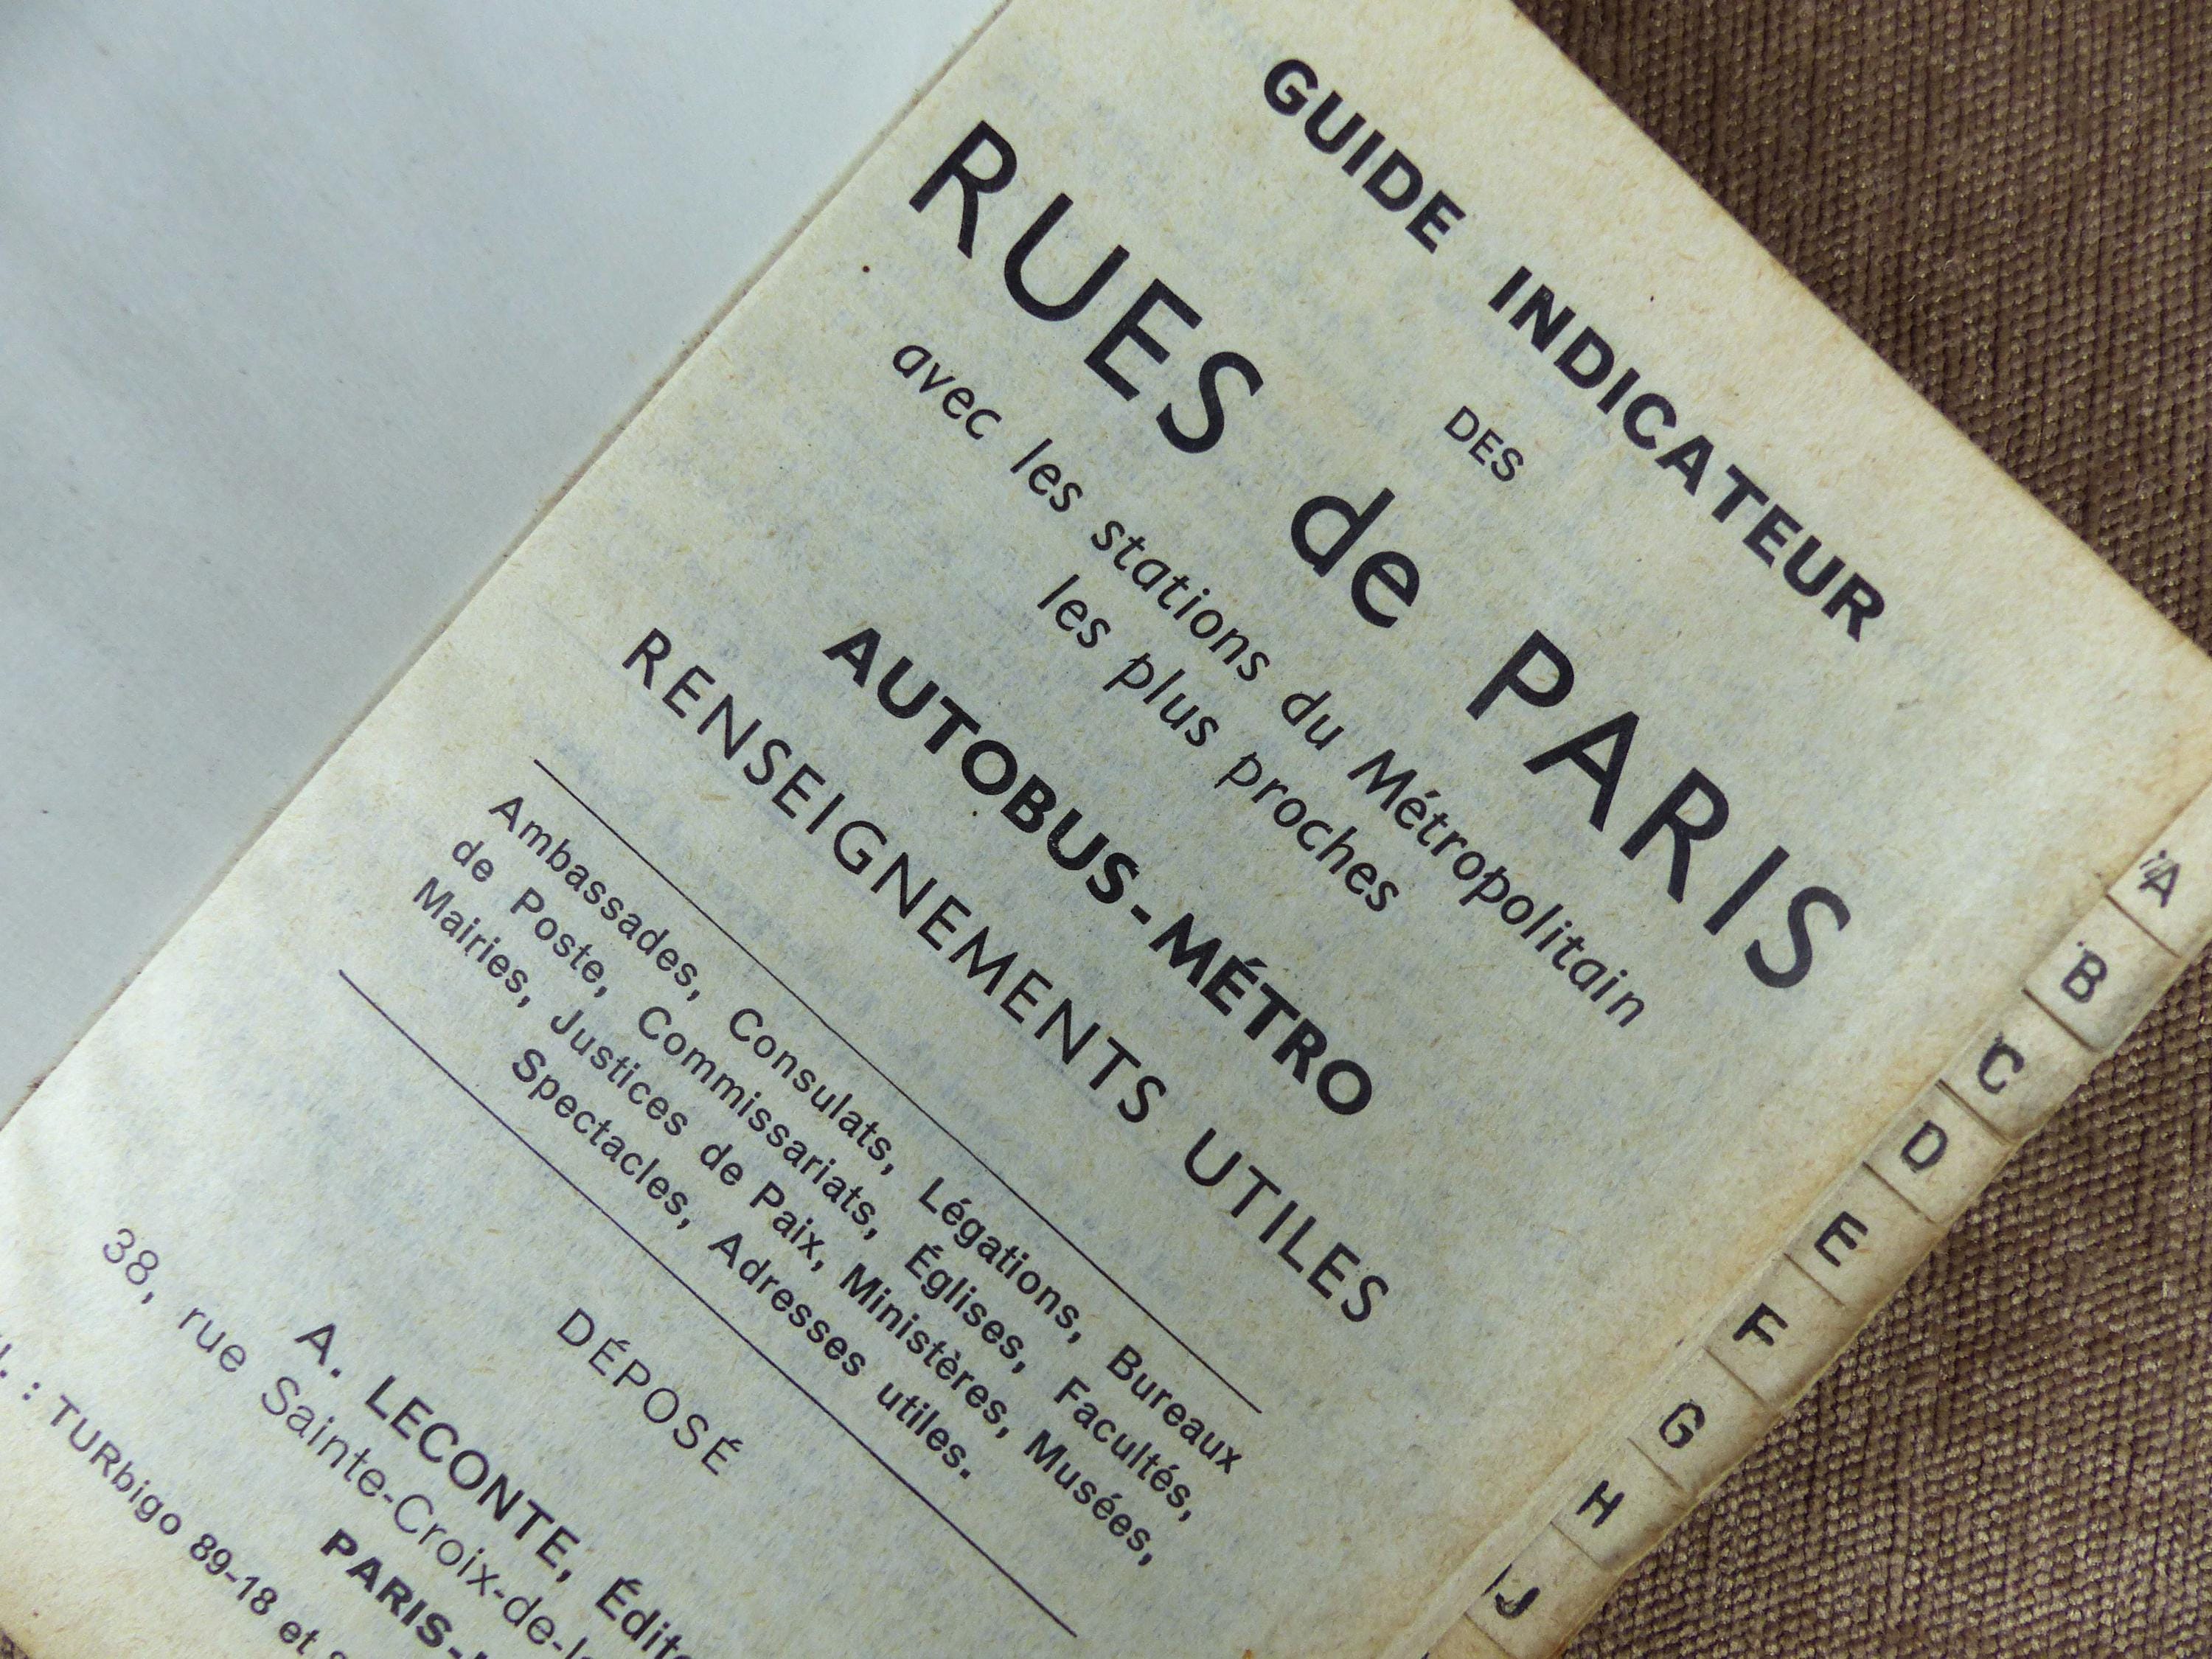 GUIDE INDICATEUR
DES
RUES de PARIS
avec les stations du Métropolitain
les plus proches
AUTOBUS-MÉTRO
RENSEIGNEMENTS UTILES
Ambassades, Consulats, Légations, Bureaux
de Poste, Commissariats, Églises, Facultés,
Mairies, Justices de Paix, Ministères, Musées,
Spectacles, Adresses utiles.
DÉPOSÉ
A. LECONTE,
38, rue Sainte-Croix-de-
PARIS-
: TURbigo 89-18 et
A
B
C
D
E
F
G
H
IJ